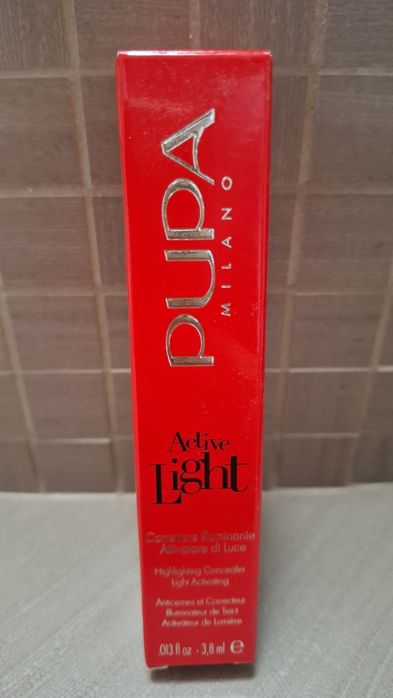 PUPA
MILANO
Active
Light
Correttore Illuminante
Attivatore di Luce
Highlighting Concealer
Light Activating
Anticernes et Correcteur
Illuminateur de Teint
Activateur de Lumière
.013 fl oz - 3,8 ml ℮